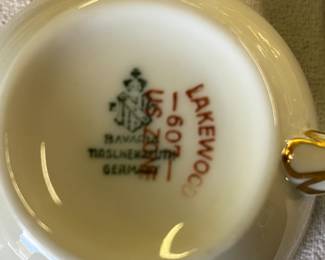 BAVARIA
TIRSCHENREUTH
GERMANY
LAKEWOOD
—607—
US ZONE